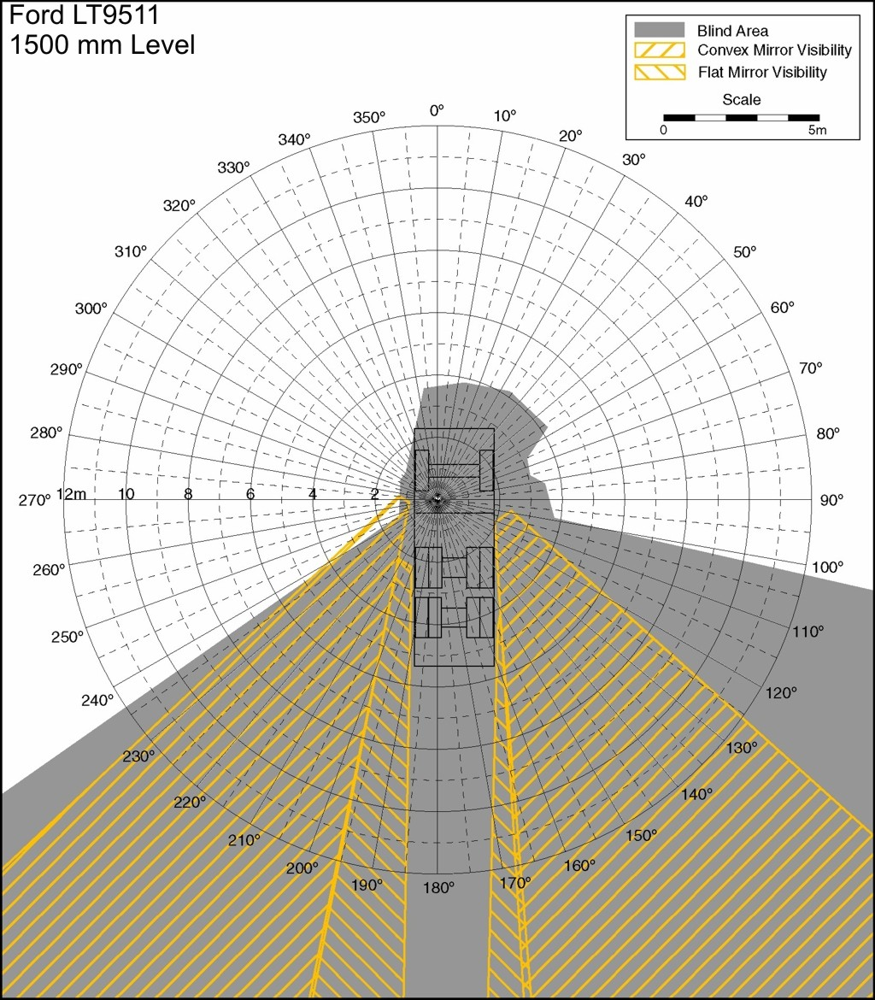 Ford LT9511
1500 mm Level
Blind Area
Convex Mirror Visibility
Flat Mirror Visibility
Scale
0 5m
0°
350° 10°
340° 20°
330° 30°
320° 40°
310° 50°
300° 60°
290° 70°
280° 80°
270° 12m 10 8 6 4 2 90°
260° 100°
250° 110°
240° 120°
230° 130°
220° 140°
210° 150°
200° 160°
190° 180° 170°